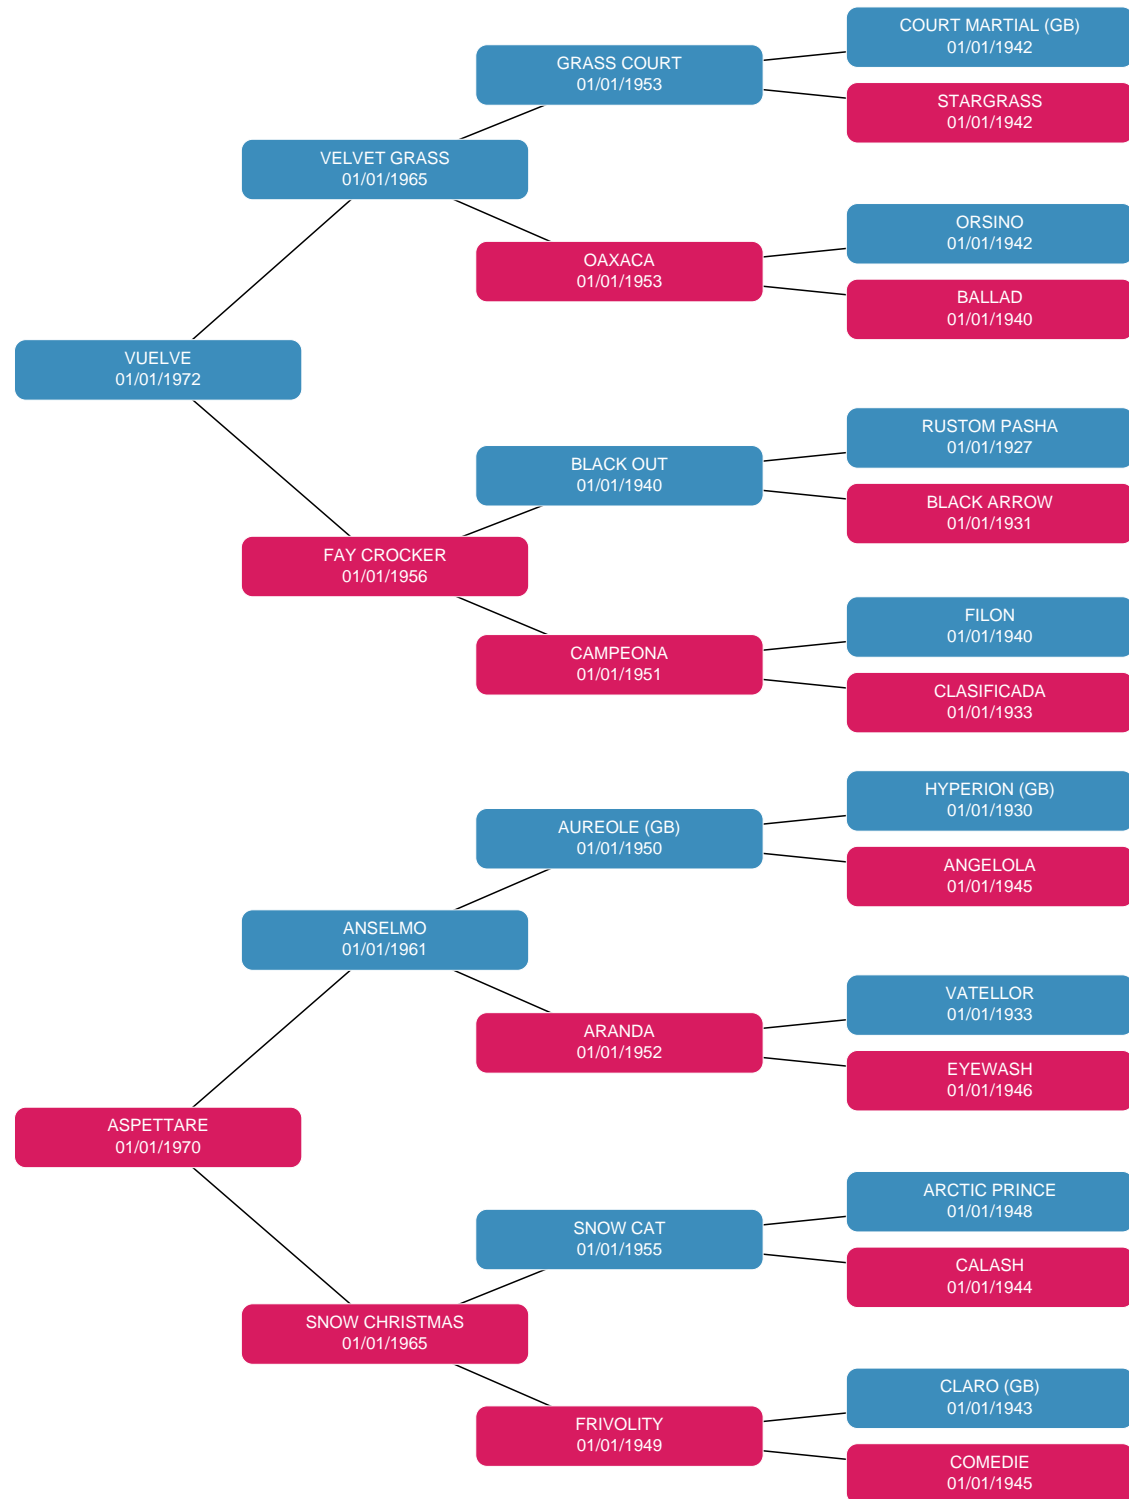 COURT MARTIAL (GB)
01/01/1942
GRASS COURT
01/01/1953
STARGRASS
01/01/1942
VELVET GRASS
01/01/1965
ORSINO
01/01/1942
OAXACA
01/01/1953
BALLAD
01/01/1940
VUELVE
01/01/1972
RUSTOM PASHA
01/01/1927
BLACK OUT
01/01/1940
BLACK ARROW
01/01/1931
FAY CROCKER
01/01/1956
FILON
01/01/1940
CAMPEONA
01/01/1951
CLASIFICADA
01/01/1933
HYPERION (GB)
01/01/1930
AUREOLE (GB)
01/01/1950
ANGELOLA
01/01/1945
ANSELMO
01/01/1961
VATELLOR
01/01/1933
ARANDA
01/01/1952
EYEWASH
01/01/1946
ASPETTARE
01/01/1970
ARCTIC PRINCE
01/01/1948
SNOW CAT
01/01/1955
CALASH
01/01/1944
SNOW CHRISTMAS
01/01/1965
CLARO (GB)
01/01/1943
FRIVOLITY
01/01/1949
COMEDIE
01/01/1945